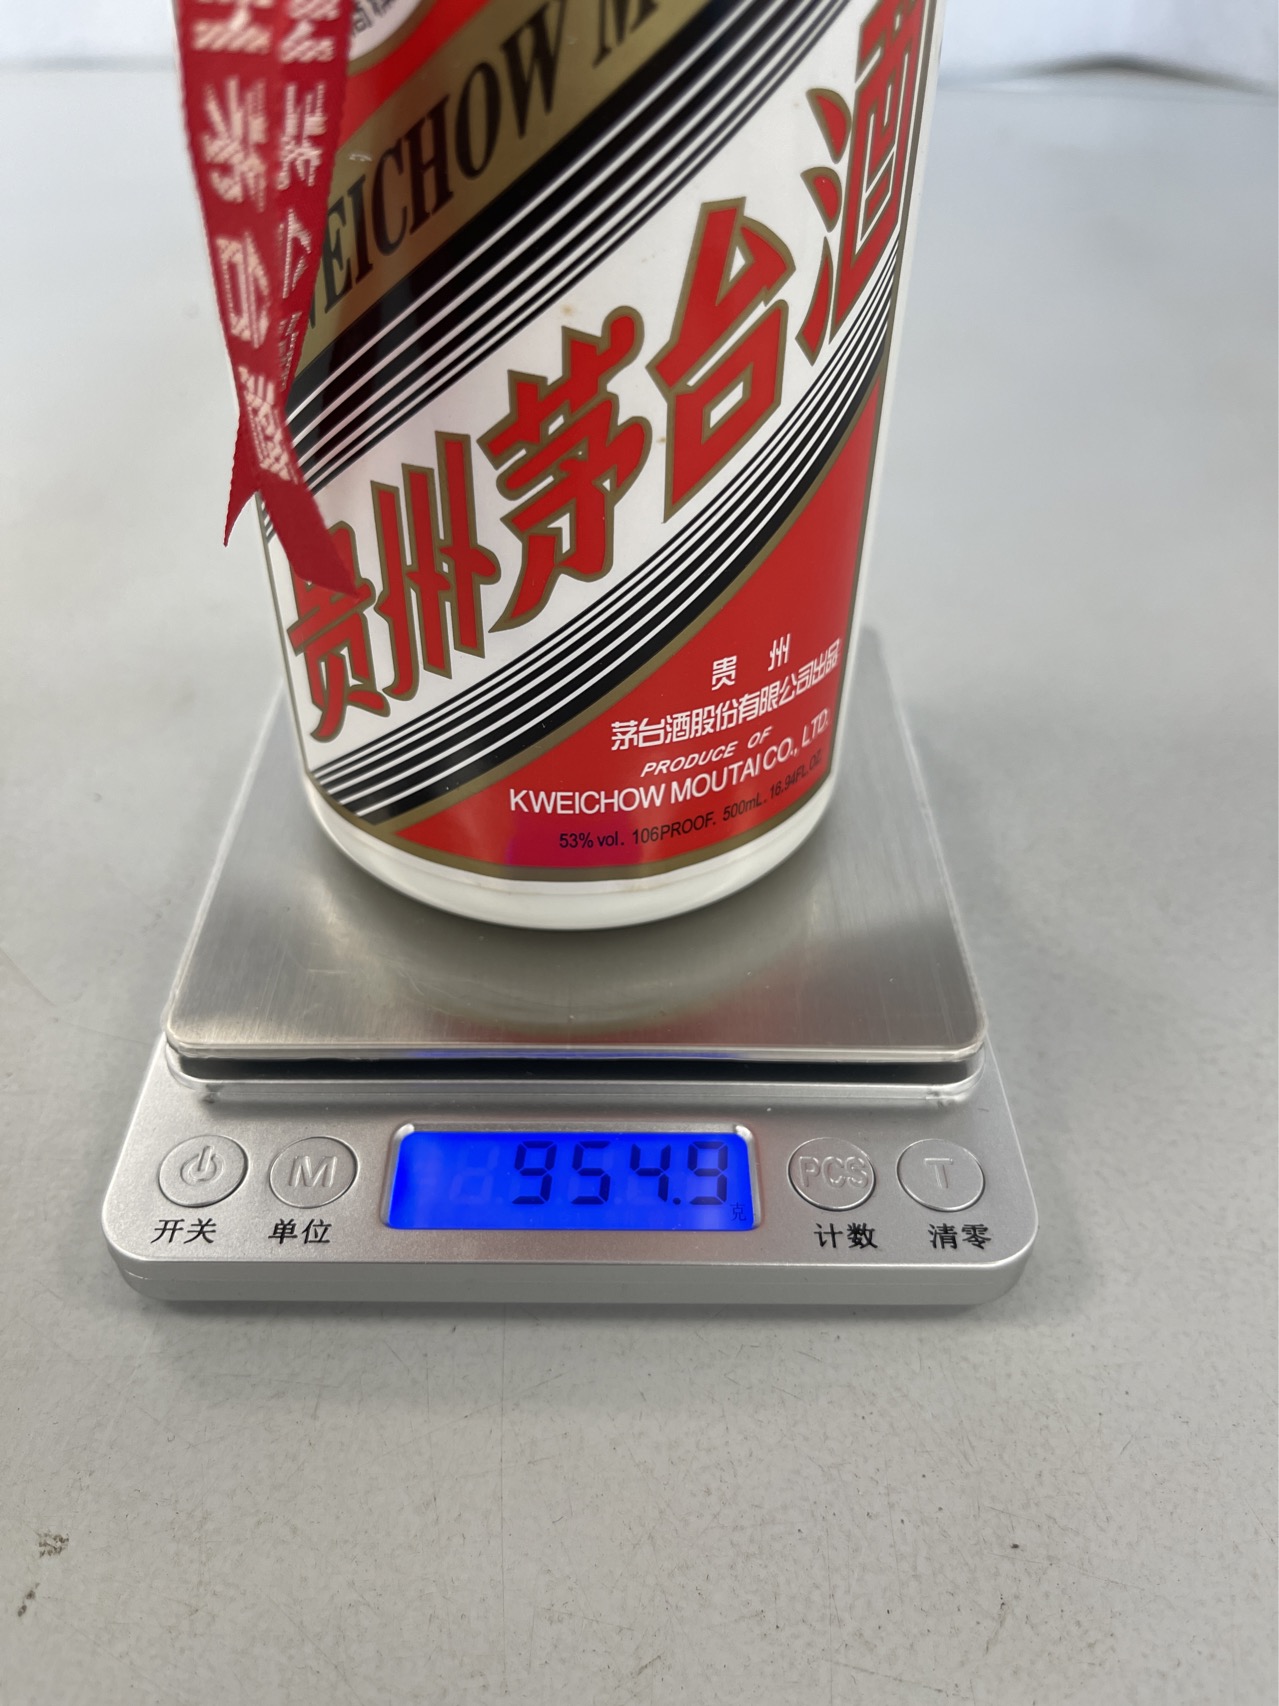 KWEICHOW M
贵州茅台酒
贵州
茅台酒股份有限公司出品
PRODUCE OF
KWEICHOW MOUTAI CO., LTD.
53% vol. 106PROOF. 500mL. 16.94FL.OZ.
954.9
克
M
PCS
T
开关
单位
计数
清零